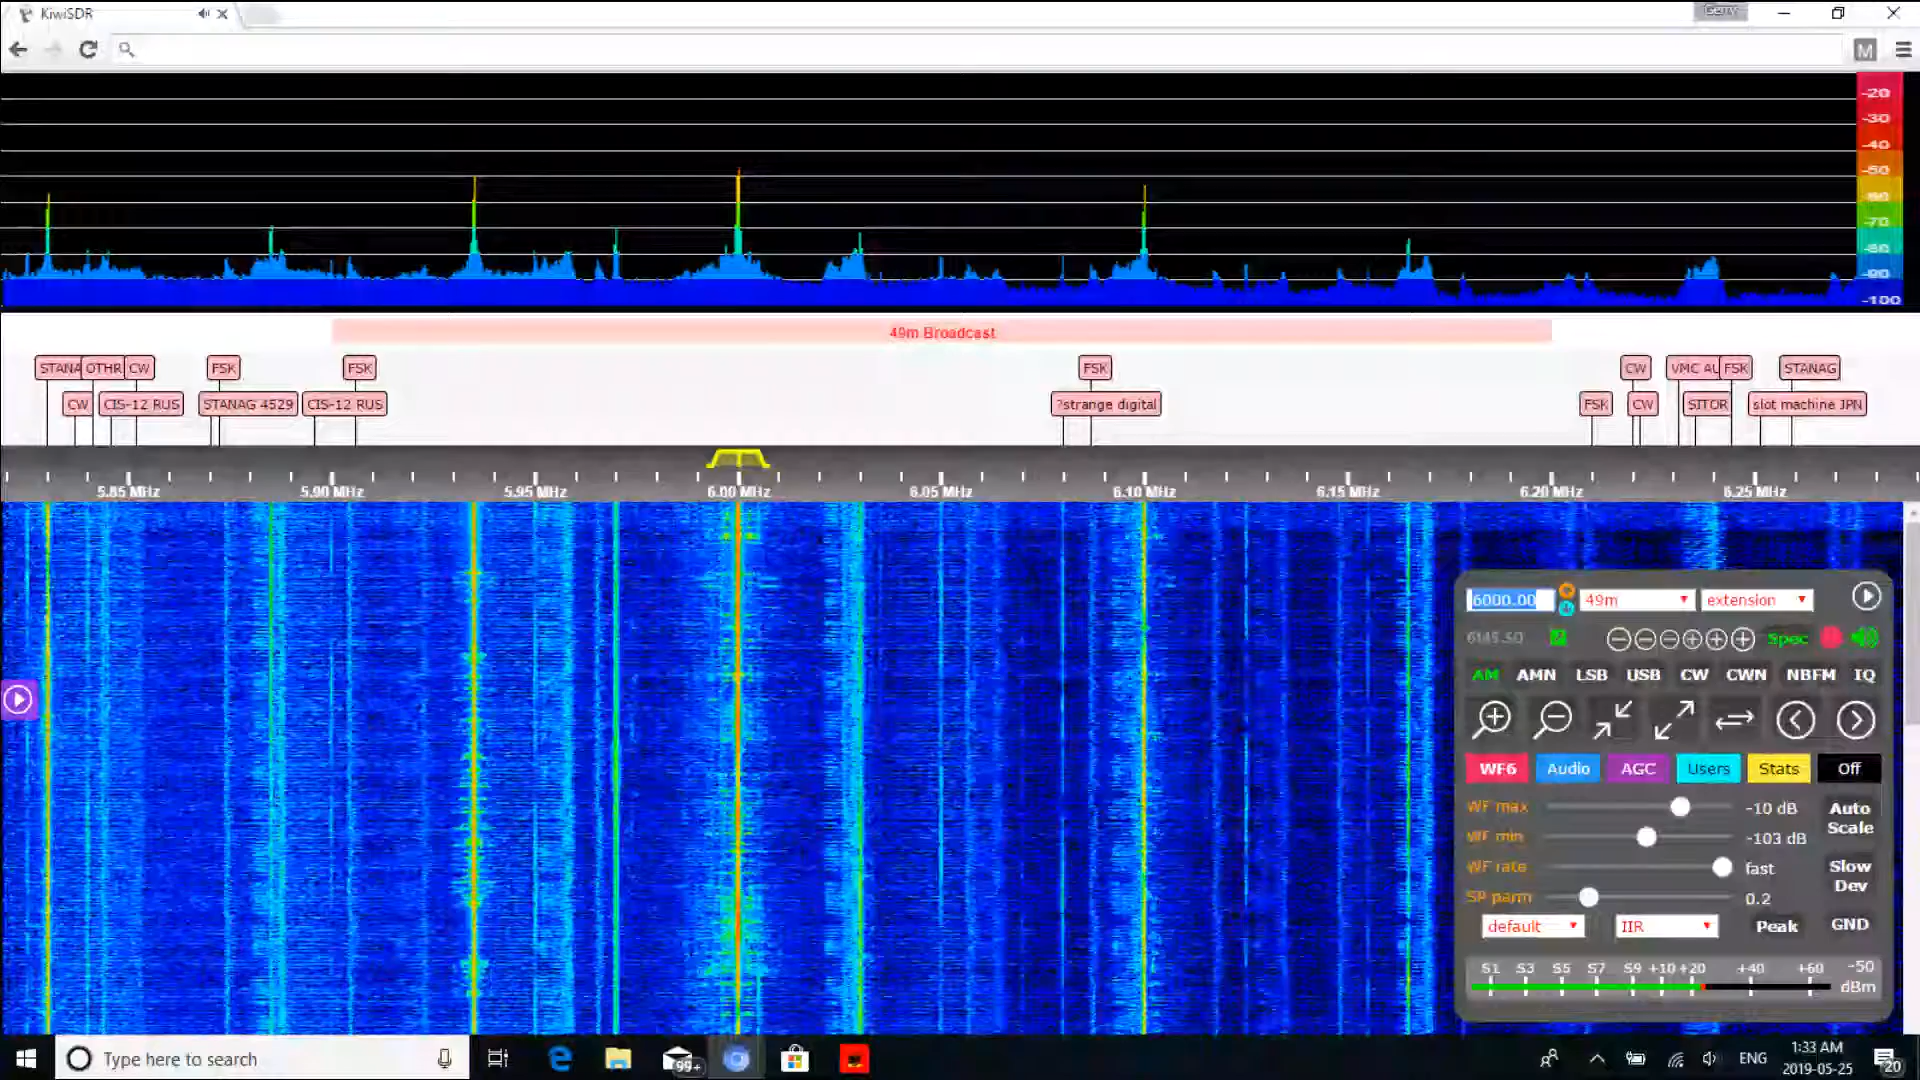 KiwiSDR
Gerry
M
-20
-30
-40
-50
-60
-70
-80
-90
-100
49m Broadcast
STANA OTHR CW FSK FSK FSK CW VMC AU FSK STANAG
CW CIS-12 RUS STANAG 4529 CIS-12 RUS ?strange digital FSK CW SITOR slot machine JPN
5.85 MHz 5.90 MHz 5.95 MHz 6.00 MHz 6.05 MHz 6.10 MHz 6.15 MHz 6.20 MHz 6.25 MHz
6000.00 49m extension
6145.50 Spec
AM AMN LSB USB CW CWN NBFM IQ
WF6 Audio AGC Users Stats Off
WF max -10 dB Auto Scale
WF min -103 dB
WF rate fast Slow Dev
SP parm 0.2
default IIR Peak GND
S1 S3 S5 S7 S9 +10 +20 +40 +60 -50 dBm
Type here to search
99+
ENG
1:33 AM
2019-05-25
20